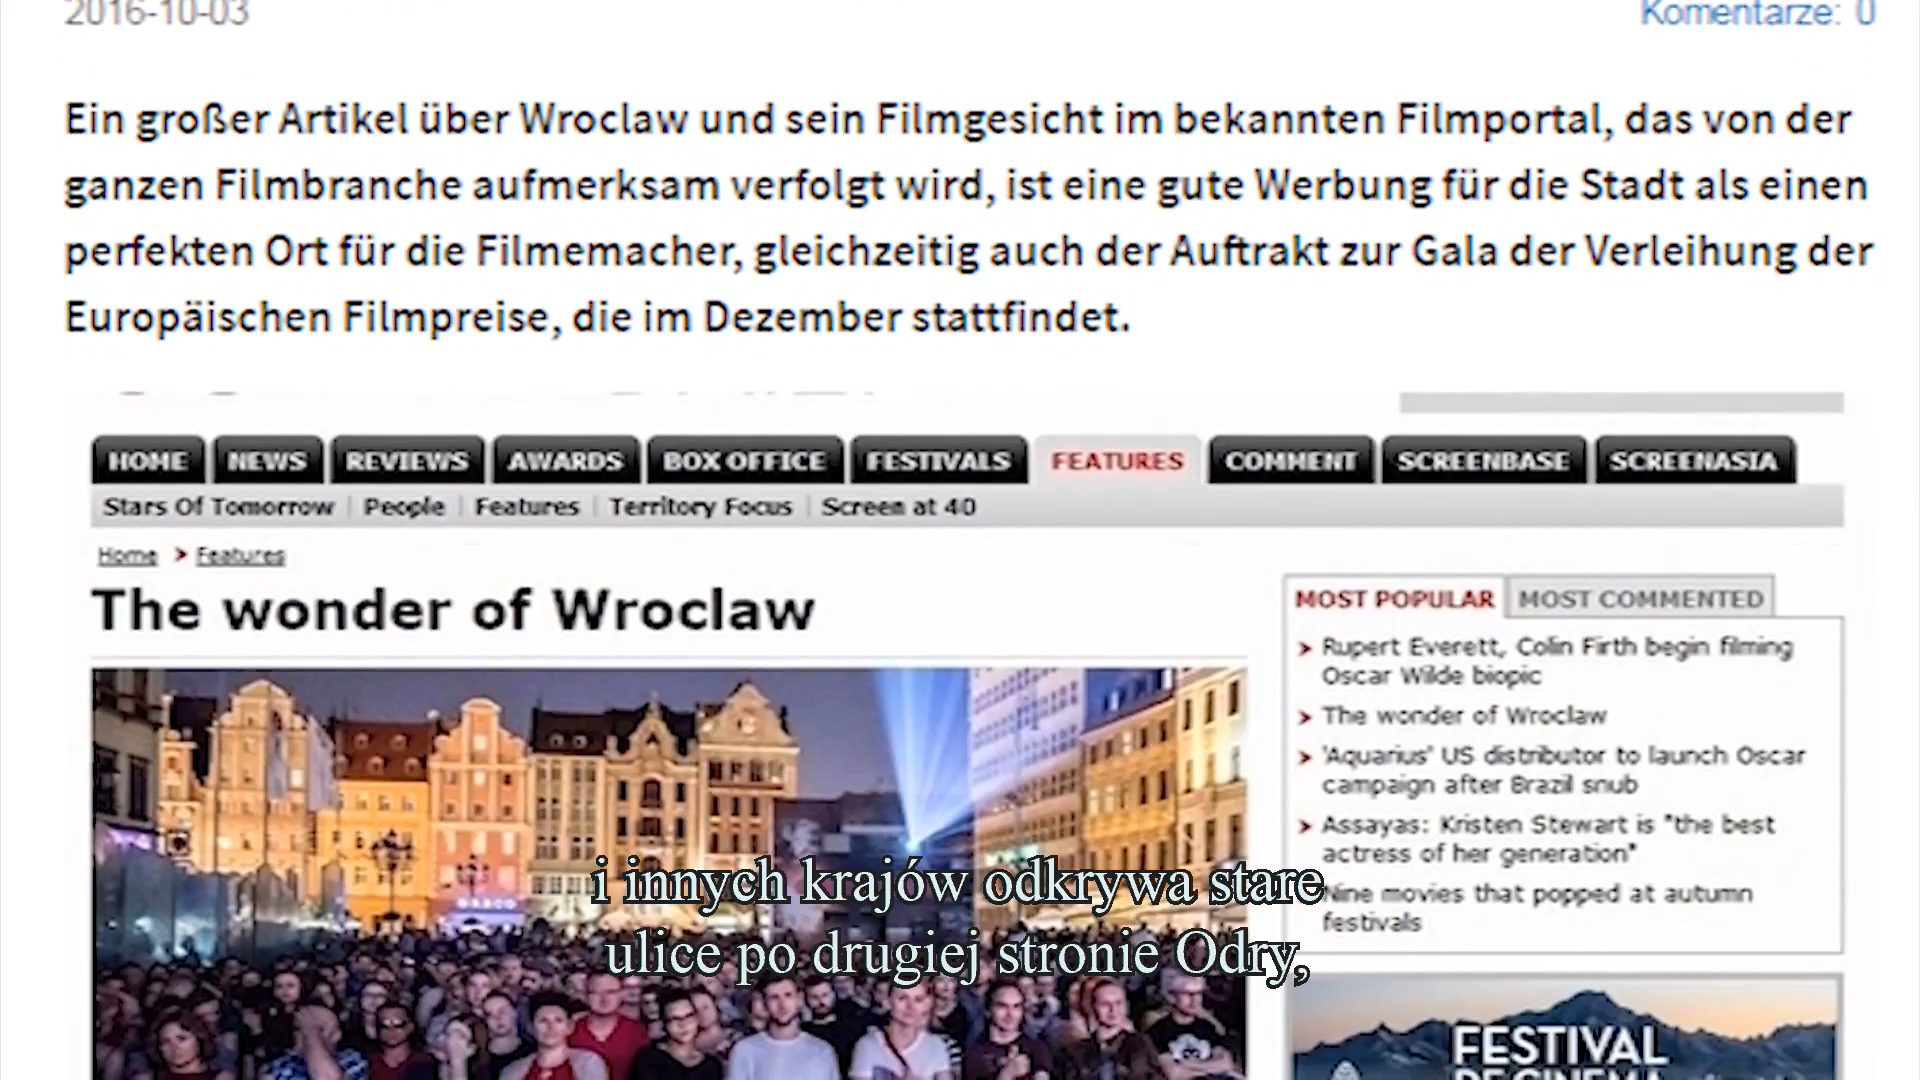 2016-10-03
Komentarze: 0
Ein großer Artikel über Wroclaw und sein Filmgesicht im bekannten Filmportal, das von der
ganzen Filmbranche aufmerksam verfolgt wird, ist eine gute Werbung für die Stadt als einen
perfekten Ort für die Filmemacher, gleichzeitig auch der Auftrakt zur Gala der Verleihung der
Europäischen Filmpreise, die im Dezember stattfindet.
HOME NEWS REVIEWS AWARDS BOX OFFICE FESTIVALS FEATURES COMMENT SCREENBASE SCREENASIA
Stars Of Tomorrow | People | Features | Territory Focus | Screen at 40
Home > Features
The wonder of Wroclaw
MOST POPULAR MOST COMMENTED
Rupert Everett, Colin Firth begin filming
Oscar Wilde biopic
The wonder of Wroclaw
'Aquarius' US distributor to launch Oscar
campaign after Brazil snub
Assayas: Kristen Stewart is "the best
actress of her generation"
Nine movies that popped at autumn
festivals
i innych krajów odkrywa stare
ulice po drugiej stronie Odry,
FESTIVAL
DE CINEMA